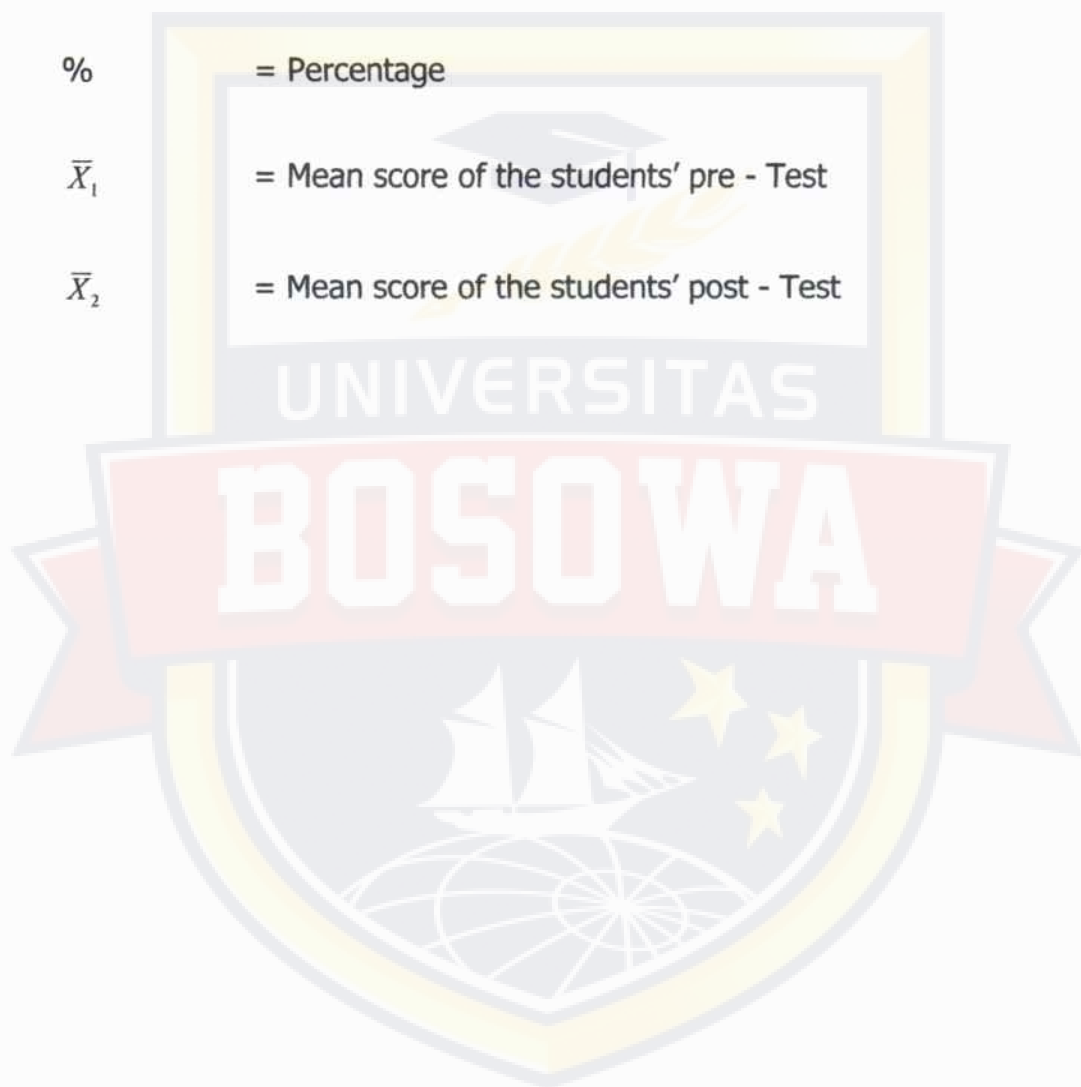 % = Percentage
X̄₁ = Mean score of the students' pre - Test
X̄₂ = Mean score of the students' post - Test
UNIVERSITAS
BOSOWA